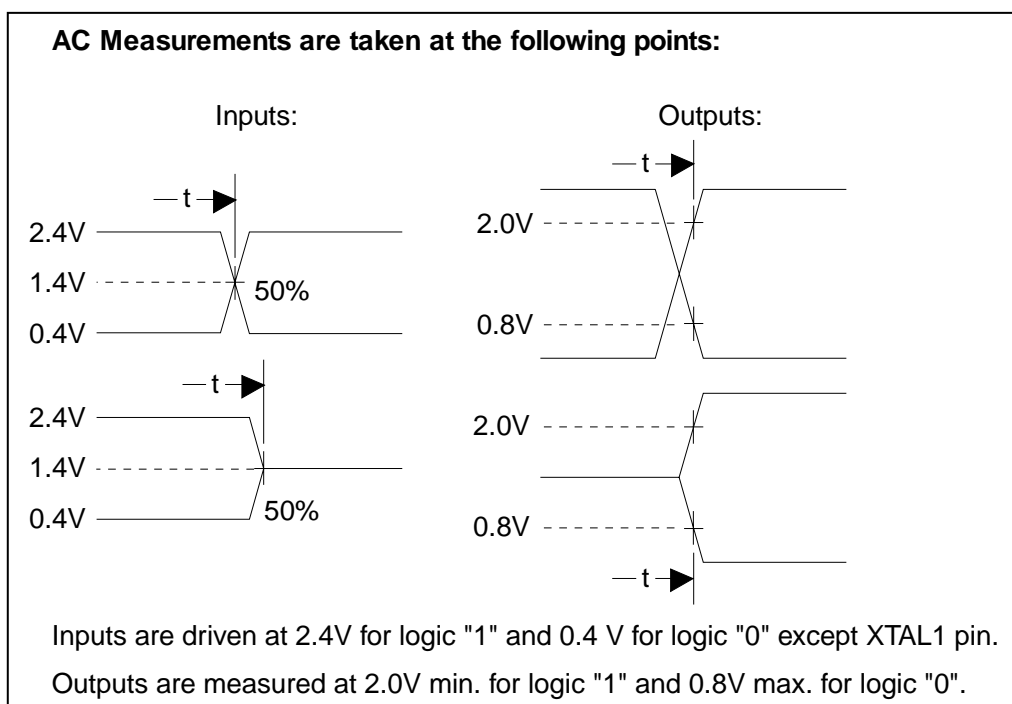 AC Measurements are taken at the following points:
Inputs:
Outputs:
t
2.4V
1.4V
50%
0.4V
t
2.4V
1.4V
0.4V
50%
t
2.0V
0.8V
2.0V
0.8V
t
Inputs are driven at 2.4V for logic "1" and 0.4 V for logic "0" except XTAL1 pin.
Outputs are measured at 2.0V min. for logic "1" and 0.8V max. for logic "0".